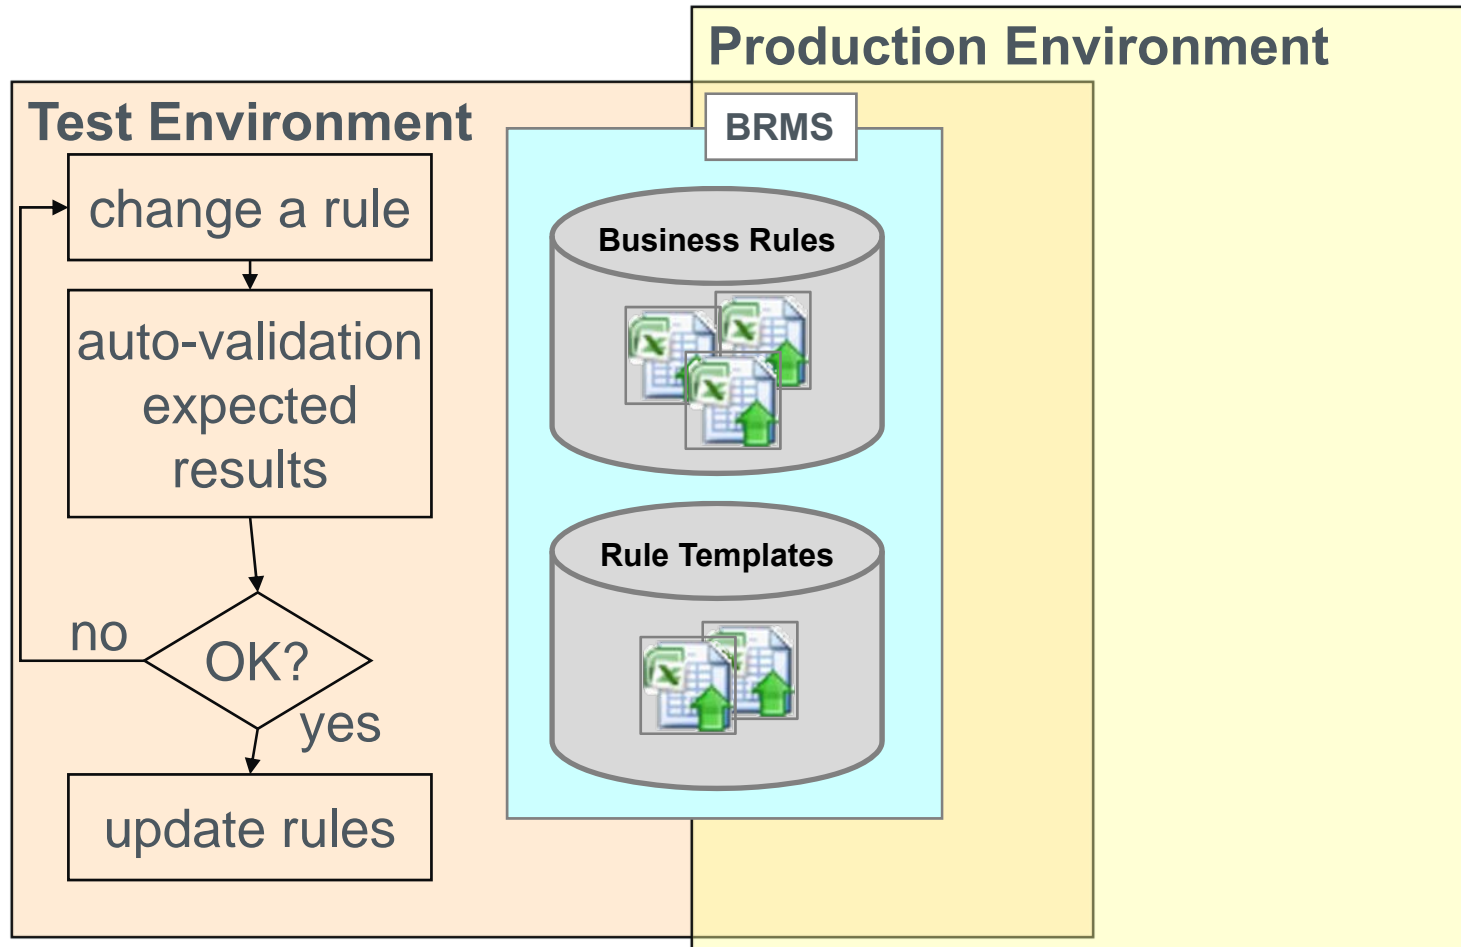 Production Environment
Test Environment
BRMS
change a rule
auto-validation
expected
results
OK?
no
yes
update rules
Business Rules
Rule Templates